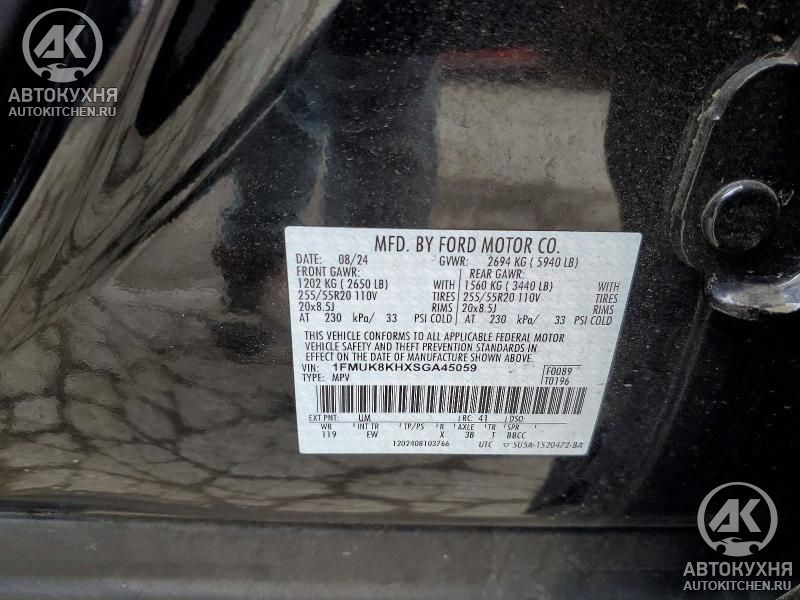 АК
АВТОКУХНЯ
AUTOKITCHEN.RU
MFD. BY FORD MOTOR CO.
DATE: 08/24 GVWR: 2694 KG ( 5940 LB)
FRONT GAWR: REAR GAWR:
1202 KG ( 2650 LB) WITH 1560 KG ( 3440 LB) WITH
255/55R20 110V TIRES 255/55R20 110V TIRES
20x8.5J RIMS 20x8.5J RIMS
AT 230 kPa/ 33 PSI COLD AT 230 kPa/ 33 PSI COLD
THIS VEHICLE CONFORMS TO ALL APPLICABLE FEDERAL MOTOR
VEHICLE SAFETY AND THEFT PREVENTION STANDARDS IN
EFFECT ON THE DATE OF MANUFACTURE SHOWN ABOVE.
VIN: 1FMUK8KHXSGA45059 F0089
TYPE: MPV T0196
EXT PNT: UM RC: 41 DSO:
WB INT TR TP/PS R AXLE TR SPR
119 EW X 3B T BBCC
1202408103766 UTC ▽ 5U5A-1520472-BA
АК
АВТОКУХНЯ
AUTOKITCHEN.RU